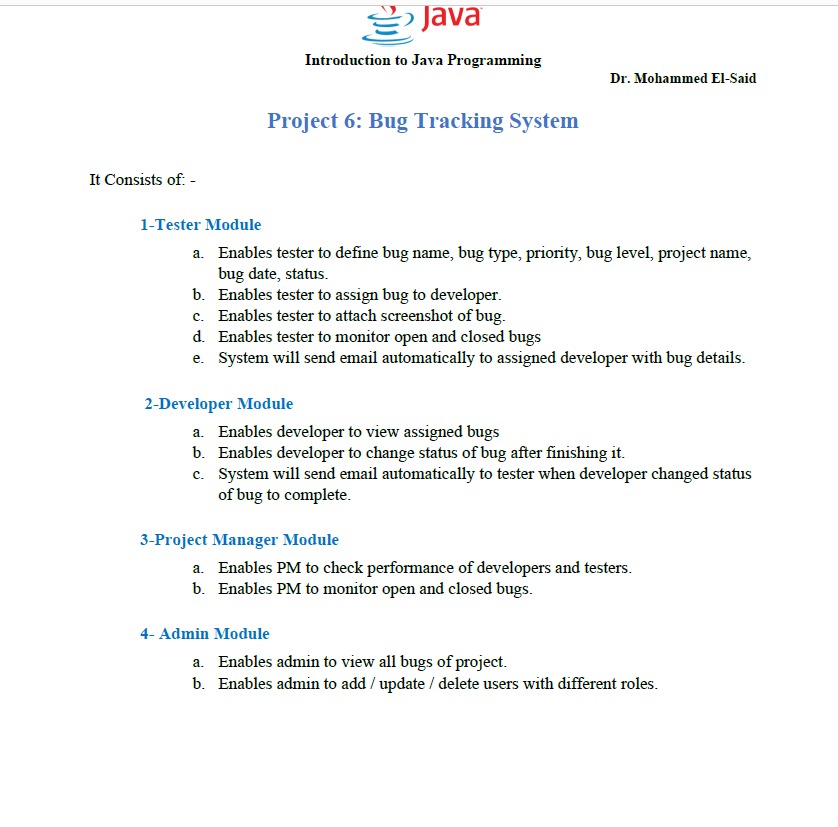 Java
Introduction to Java Programming
Dr. Mohammed El-Said
Project 6: Bug Tracking System
It Consists of: -
1-Tester Module
a. Enables tester to define bug name, bug type, priority, bug level, project name,
bug date, status.
b. Enables tester to assign bug to developer.
c. Enables tester to attach screenshot of bug.
d. Enables tester to monitor open and closed bugs
e. System will send email automatically to assigned developer with bug details.
2-Developer Module
a. Enables developer to view assigned bugs
b. Enables developer to change status of bug after finishing it.
c. System will send email automatically to tester when developer changed status
of bug to complete.
3-Project Manager Module
a. Enables PM to check performance of developers and testers.
b. Enables PM to monitor open and closed bugs.
4- Admin Module
a. Enables admin to view all bugs of project.
b. Enables admin to add / update / delete users with different roles.